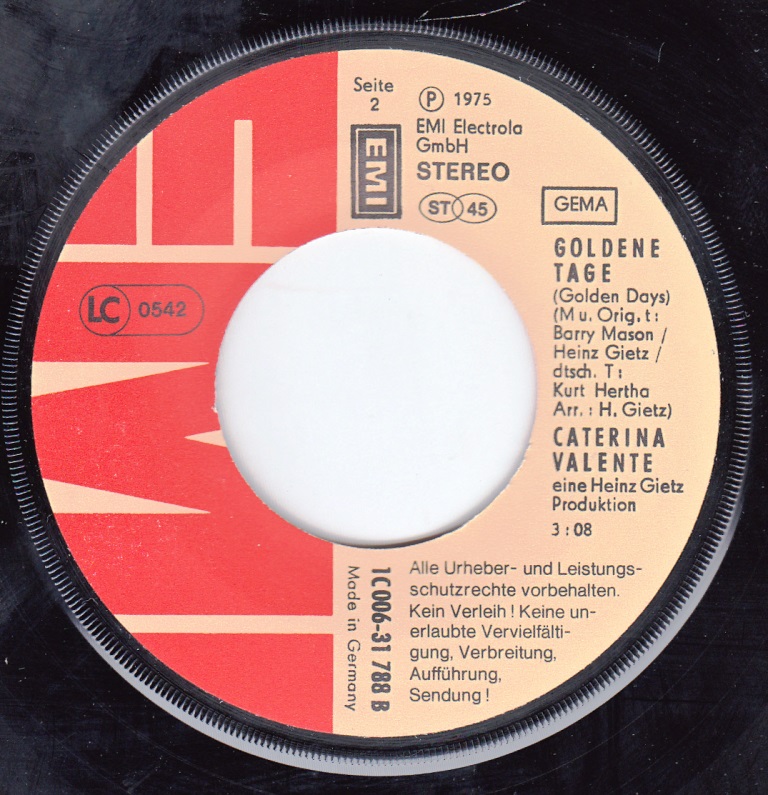 Seite
2
℗ 1975
EMI Electrola
GmbH
STEREO
EMI
ST 45
GEMA
LC 0542
GOLDENE
TAGE
(Golden Days)
(Mu. Orig. t:
Barry Mason /
Heinz Gietz /
dtsch. T:
Kurt Hertha
Arr.: H. Gietz)
CATERINA
VALENTE
eine Heinz Gietz
Produktion
3:08
1C 006-31 788 B
Made in Germany
Alle Urheber- und Leistungs-
schutzrechte vorbehalten.
Kein Verleih! Keine un-
erlaubte Vervielfälti-
gung, Verbreitung,
Aufführung,
Sendung!